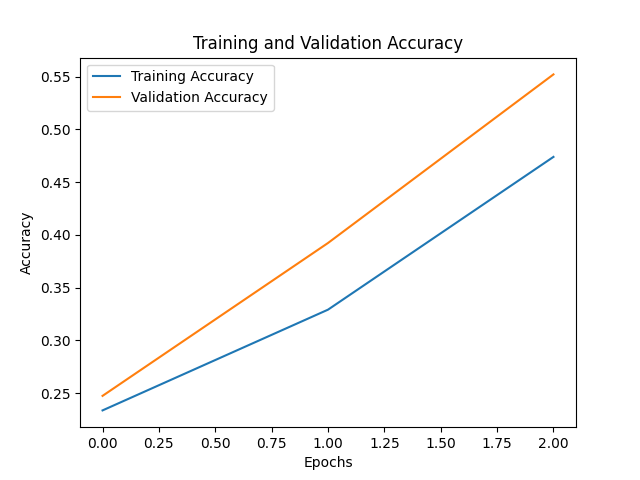 Training and Validation Accuracy
Training Accuracy
Validation Accuracy
0.55
0.50
0.45
0.40
0.35
0.30
0.25
Accuracy
0.00 0.25 0.50 0.75 1.00 1.25 1.50 1.75 2.00
Epochs